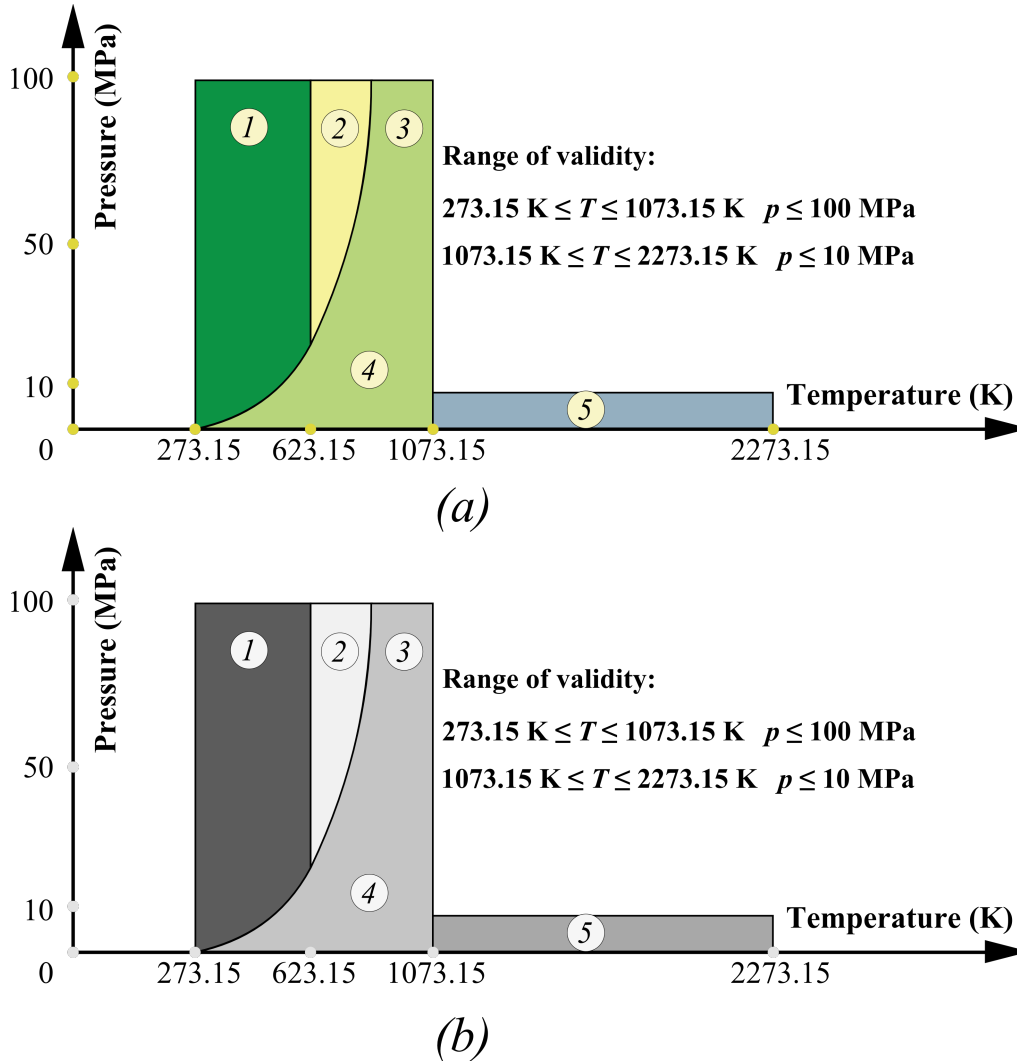 Pressure (MPa)
100
50
10
0
1
2
3
4
5
Range of validity:
273.15 K ≤ T ≤ 1073.15 K p ≤ 100 MPa
1073.15 K ≤ T ≤ 2273.15 K p ≤ 10 MPa
Temperature (K)
273.15
623.15
1073.15
2273.15
(a)
Pressure (MPa)
100
50
10
0
1
2
3
4
5
Range of validity:
273.15 K ≤ T ≤ 1073.15 K p ≤ 100 MPa
1073.15 K ≤ T ≤ 2273.15 K p ≤ 10 MPa
Temperature (K)
273.15
623.15
1073.15
2273.15
(b)